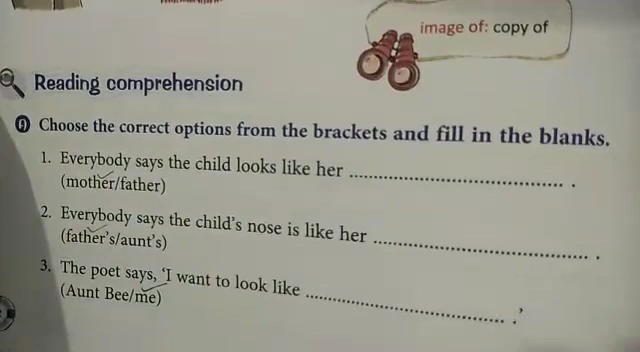 image of: copy of
Reading comprehension
Choose the correct options from the brackets and fill in the blanks.
1. Everybody says the child looks like her ........................................ .
(mother/father)
2. Everybody says the child's nose is like her ........................................ .
(father's/aunt's)
3. The poet says, 'I want to look like ........................................ .'
(Aunt Bee/me)